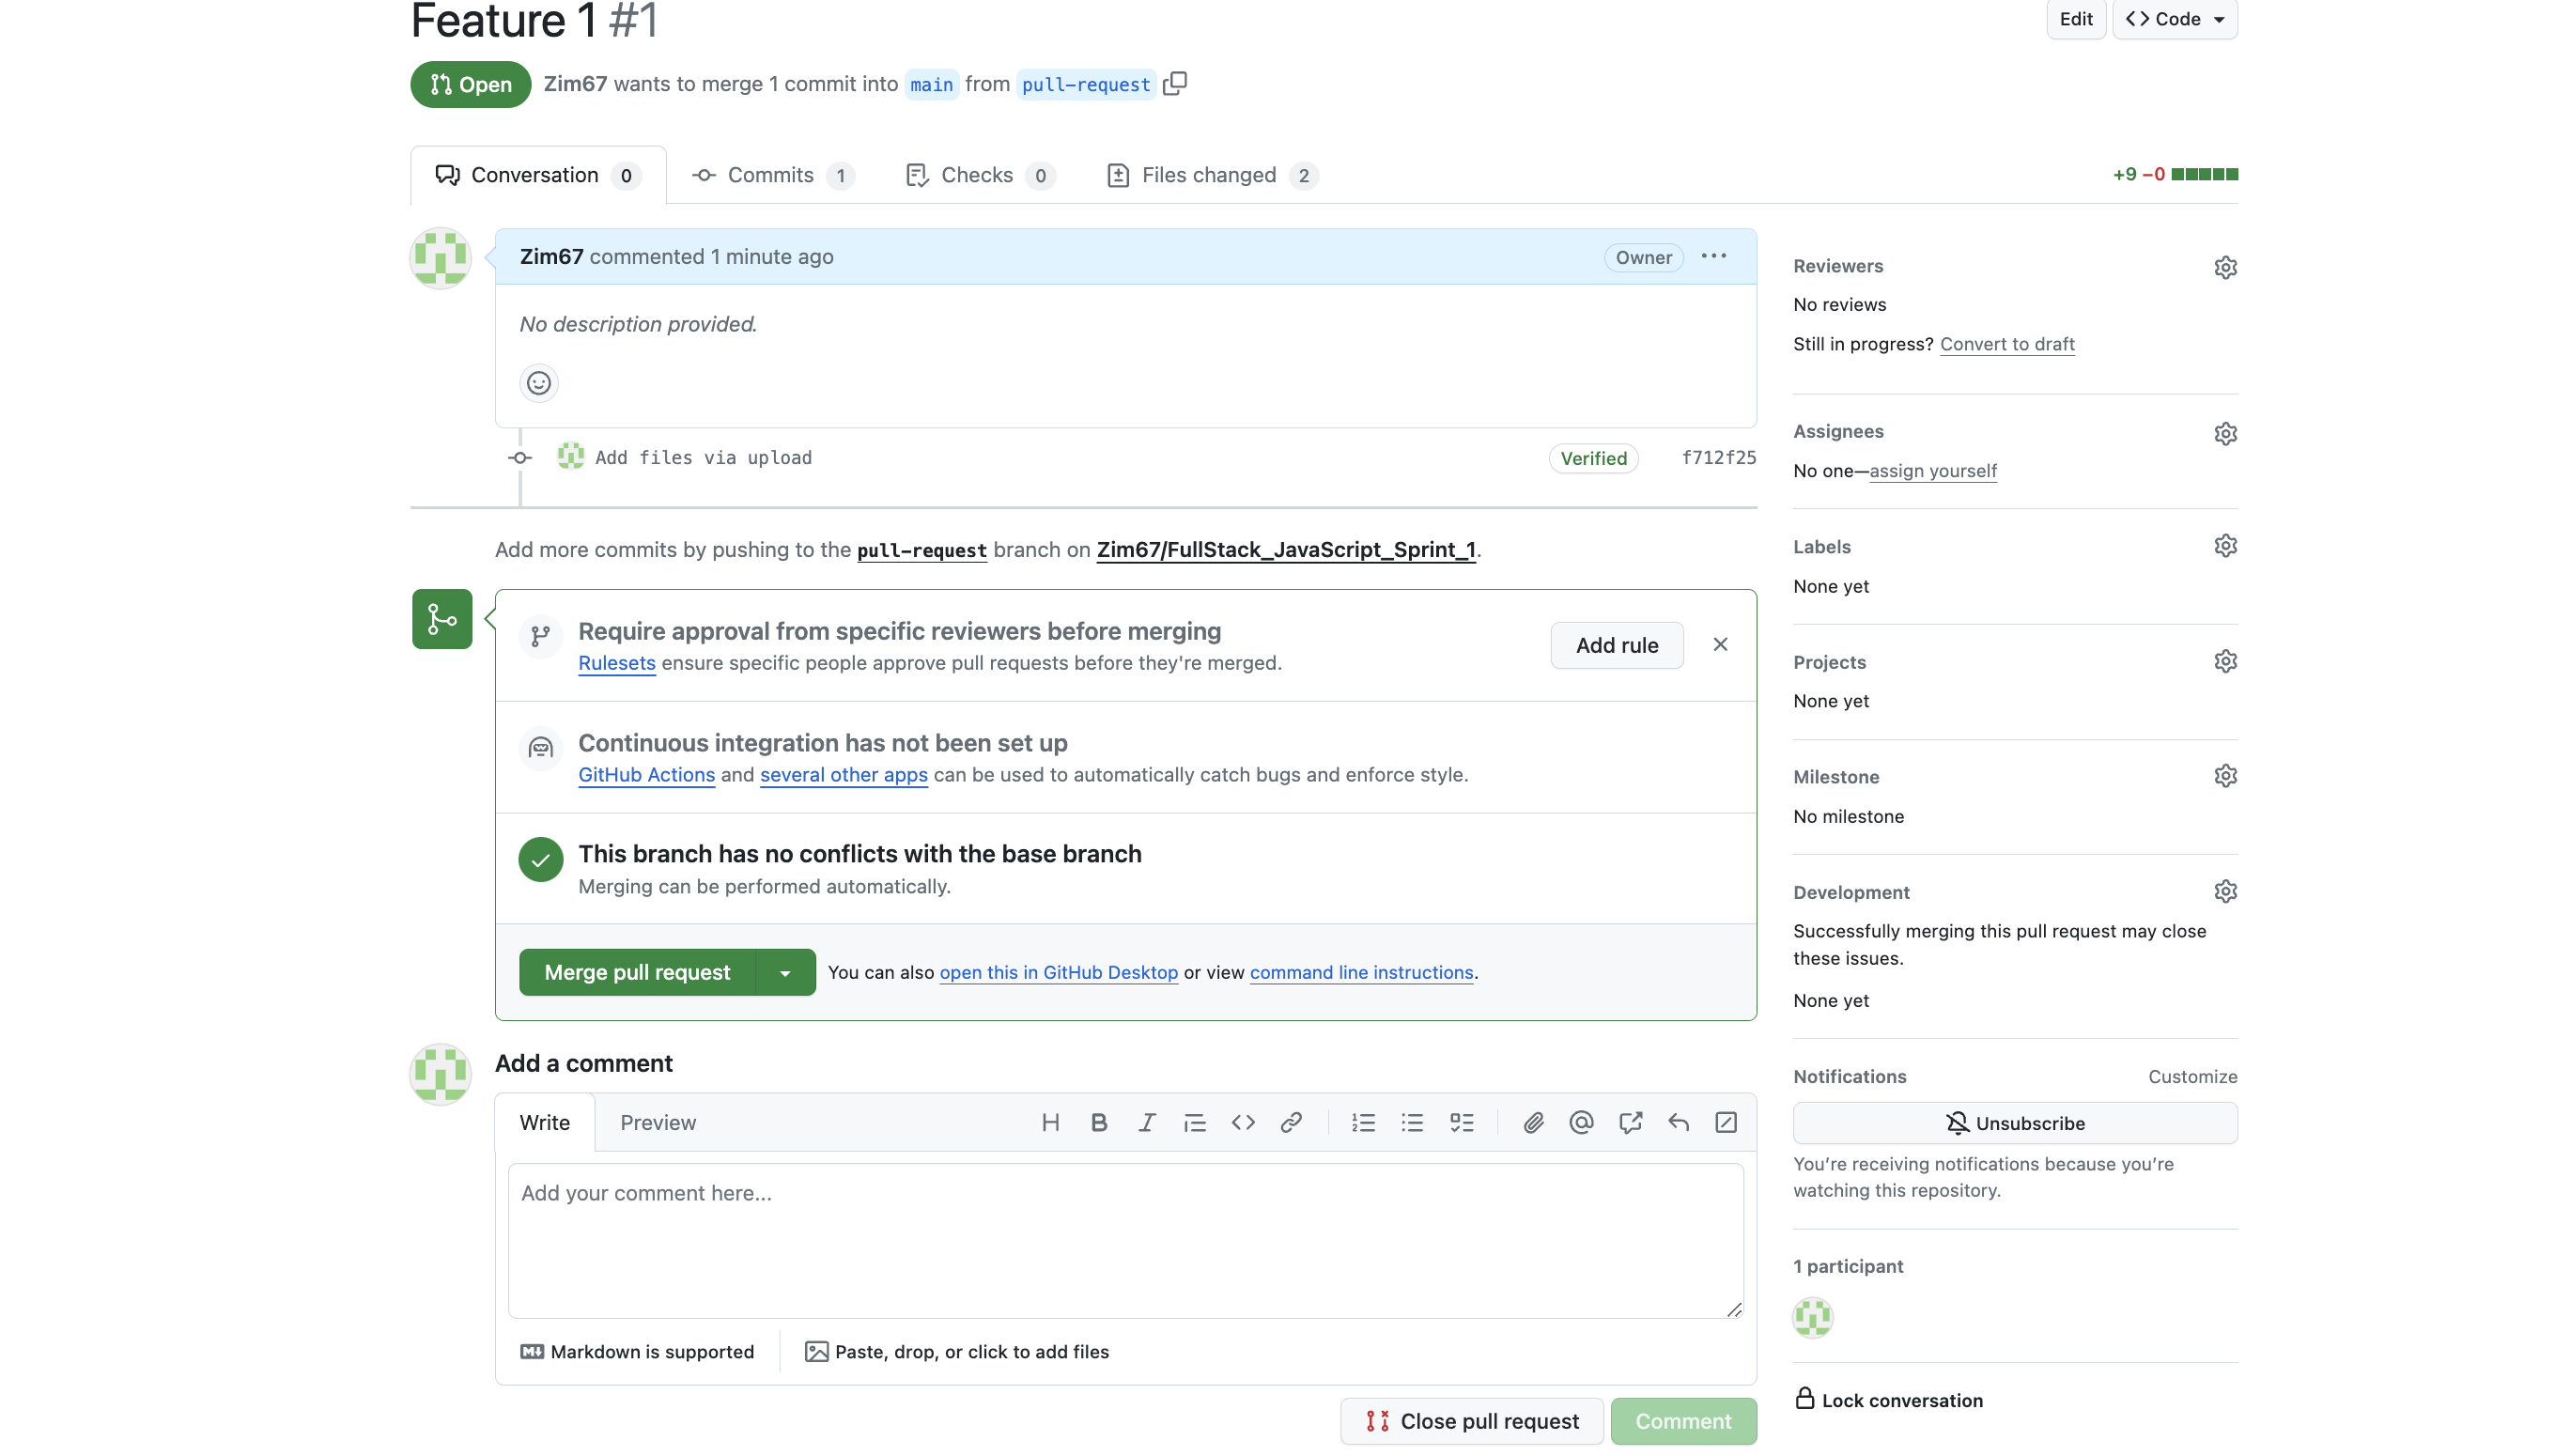 Feature 1 #1
Edit
Code
Open
Zim67 wants to merge 1 commit into main from pull-request
Conversation 0
Commits 1
Checks 0
Files changed 2
+9 −0
Zim67 commented 1 minute ago
Owner
No description provided.
Add files via upload
Verified
f712f25
Add more commits by pushing to the pull-request branch on Zim67/FullStack_JavaScript_Sprint_1.
Require approval from specific reviewers before merging
Rulesets ensure specific people approve pull requests before they're merged.
Add rule
Continuous integration has not been set up
GitHub Actions and several other apps can be used to automatically catch bugs and enforce style.
This branch has no conflicts with the base branch
Merging can be performed automatically.
Merge pull request
You can also open this in GitHub Desktop or view command line instructions.
Add a comment
Write
Preview
Add your comment here...
Markdown is supported
Paste, drop, or click to add files
Close pull request
Comment
Reviewers
No reviews
Still in progress? Convert to draft
Assignees
No one—assign yourself
Labels
None yet
Projects
None yet
Milestone
No milestone
Development
Successfully merging this pull request may close
these issues.
None yet
Notifications
Customize
Unsubscribe
You’re receiving notifications because you’re
watching this repository.
1 participant
Lock conversation